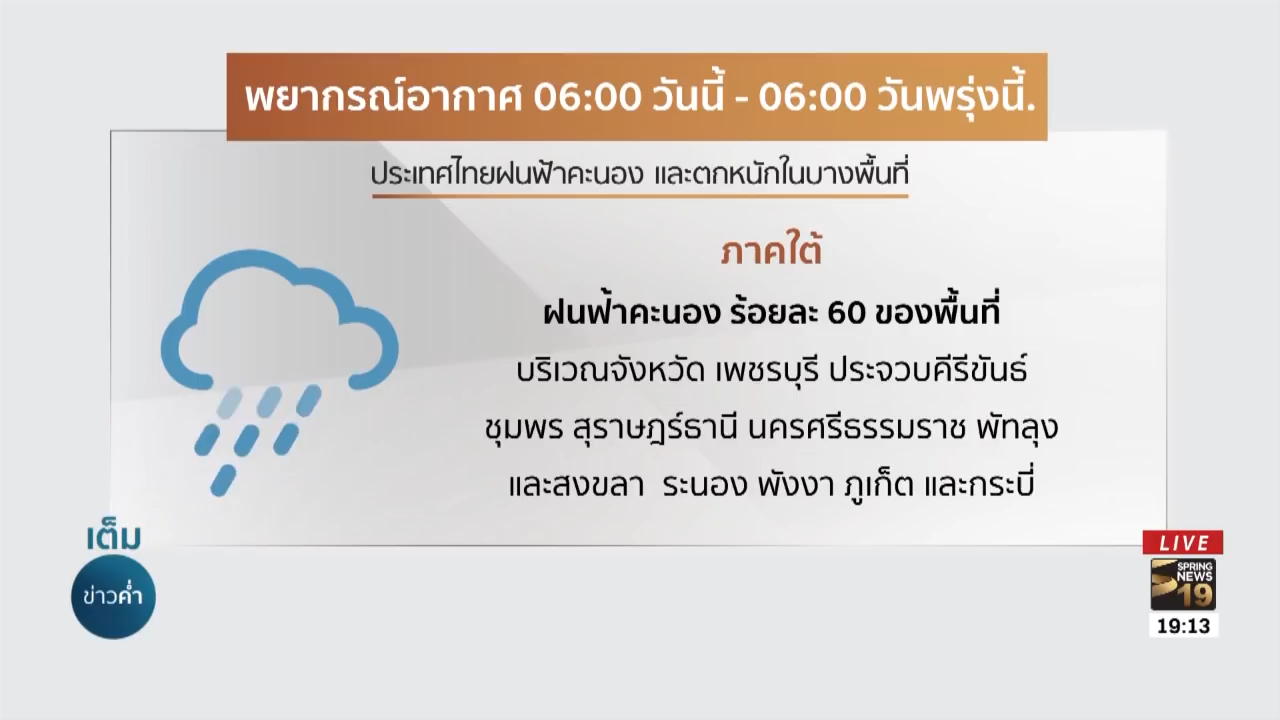 พยากรณ์อากาศ 06:00 วันนี้ - 06:00 วันพรุ่งนี้.
ประเทศไทยฝนฟ้าคะนอง และตกหนักในบางพื้นที่
ภาคใต้
ฝนฟ้าคะนอง ร้อยละ 60 ของพื้นที่
บริเวณจังหวัด เพชรบุรี ประจวบคีรีขันธ์
ชุมพร สุราษฎร์ธานี นครศรีธรรมราช พัทลุง
และสงขลา ระนอง พังงา ภูเก็ต และกระบี่
เต็ม
ข่าวค่ำ
LIVE
SPRING
NEWS
19
19:13